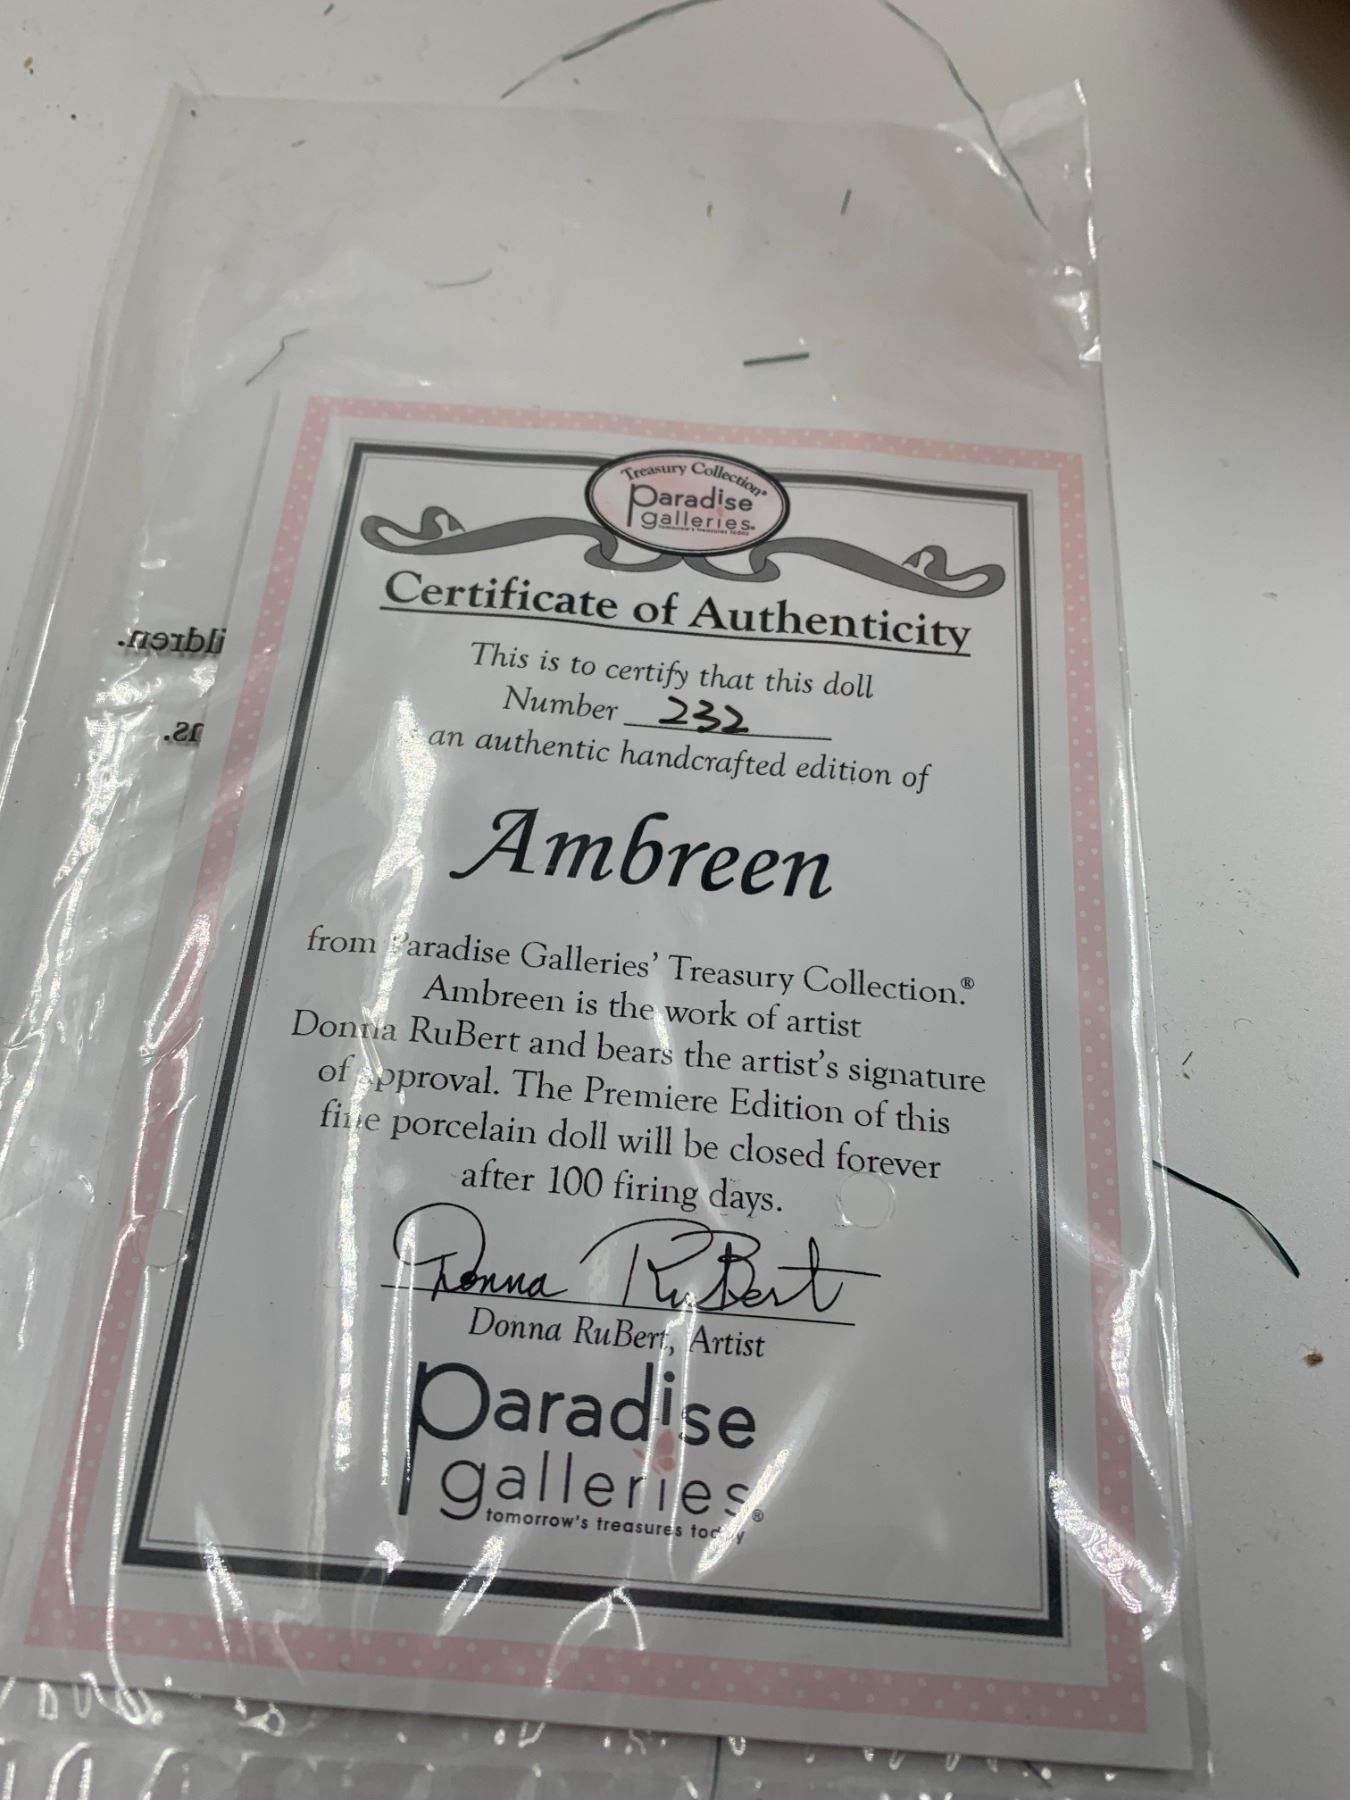 Treasury Collection®
Paradise
galleries®
tomorrow's treasures today
Certificate of Authenticity
This is to certify that this doll
Number 232
an authentic handcrafted edition of
Ambreen
from Paradise Galleries' Treasury Collection.®
Ambreen is the work of artist
Donna RuBert and bears the artist's signature
of approval. The Premiere Edition of this
fine porcelain doll will be closed forever
after 100 firing days.
Donna RuBert
Donna RuBert, Artist
Paradise
galleries®
tomorrow's treasures today